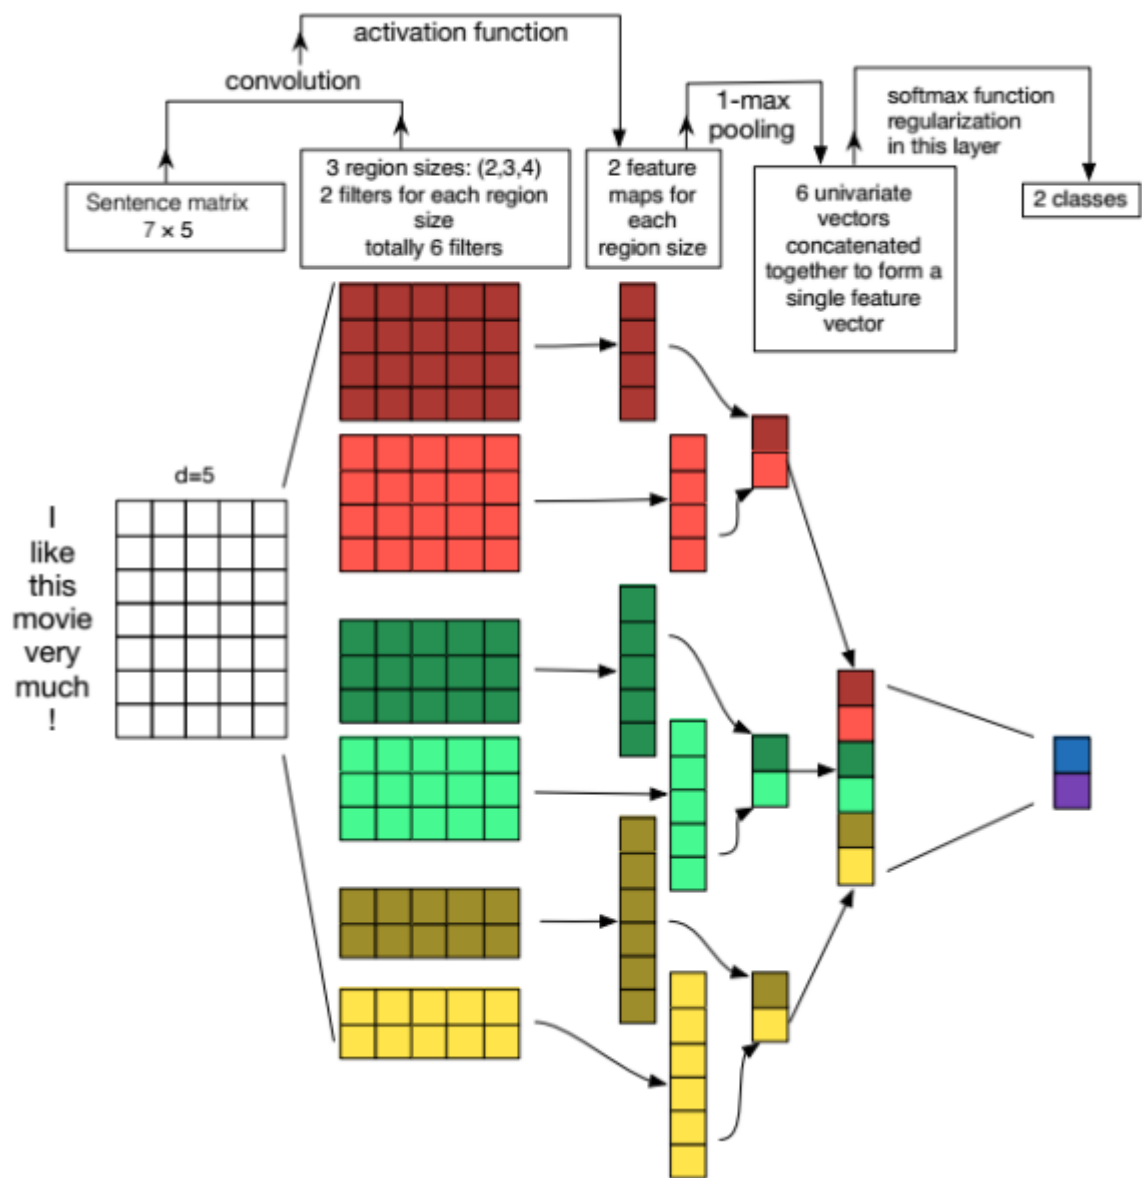 activation function
convolution
1-max
pooling
softmax function
regularization
in this layer
Sentence matrix
7 × 5
3 region sizes: (2,3,4)
2 filters for each region
size
totally 6 filters
2 feature
maps for
each
region size
6 univariate
vectors
concatenated
together to form a
single feature
vector
2 classes
d=5
I
like
this
movie
very
much
!